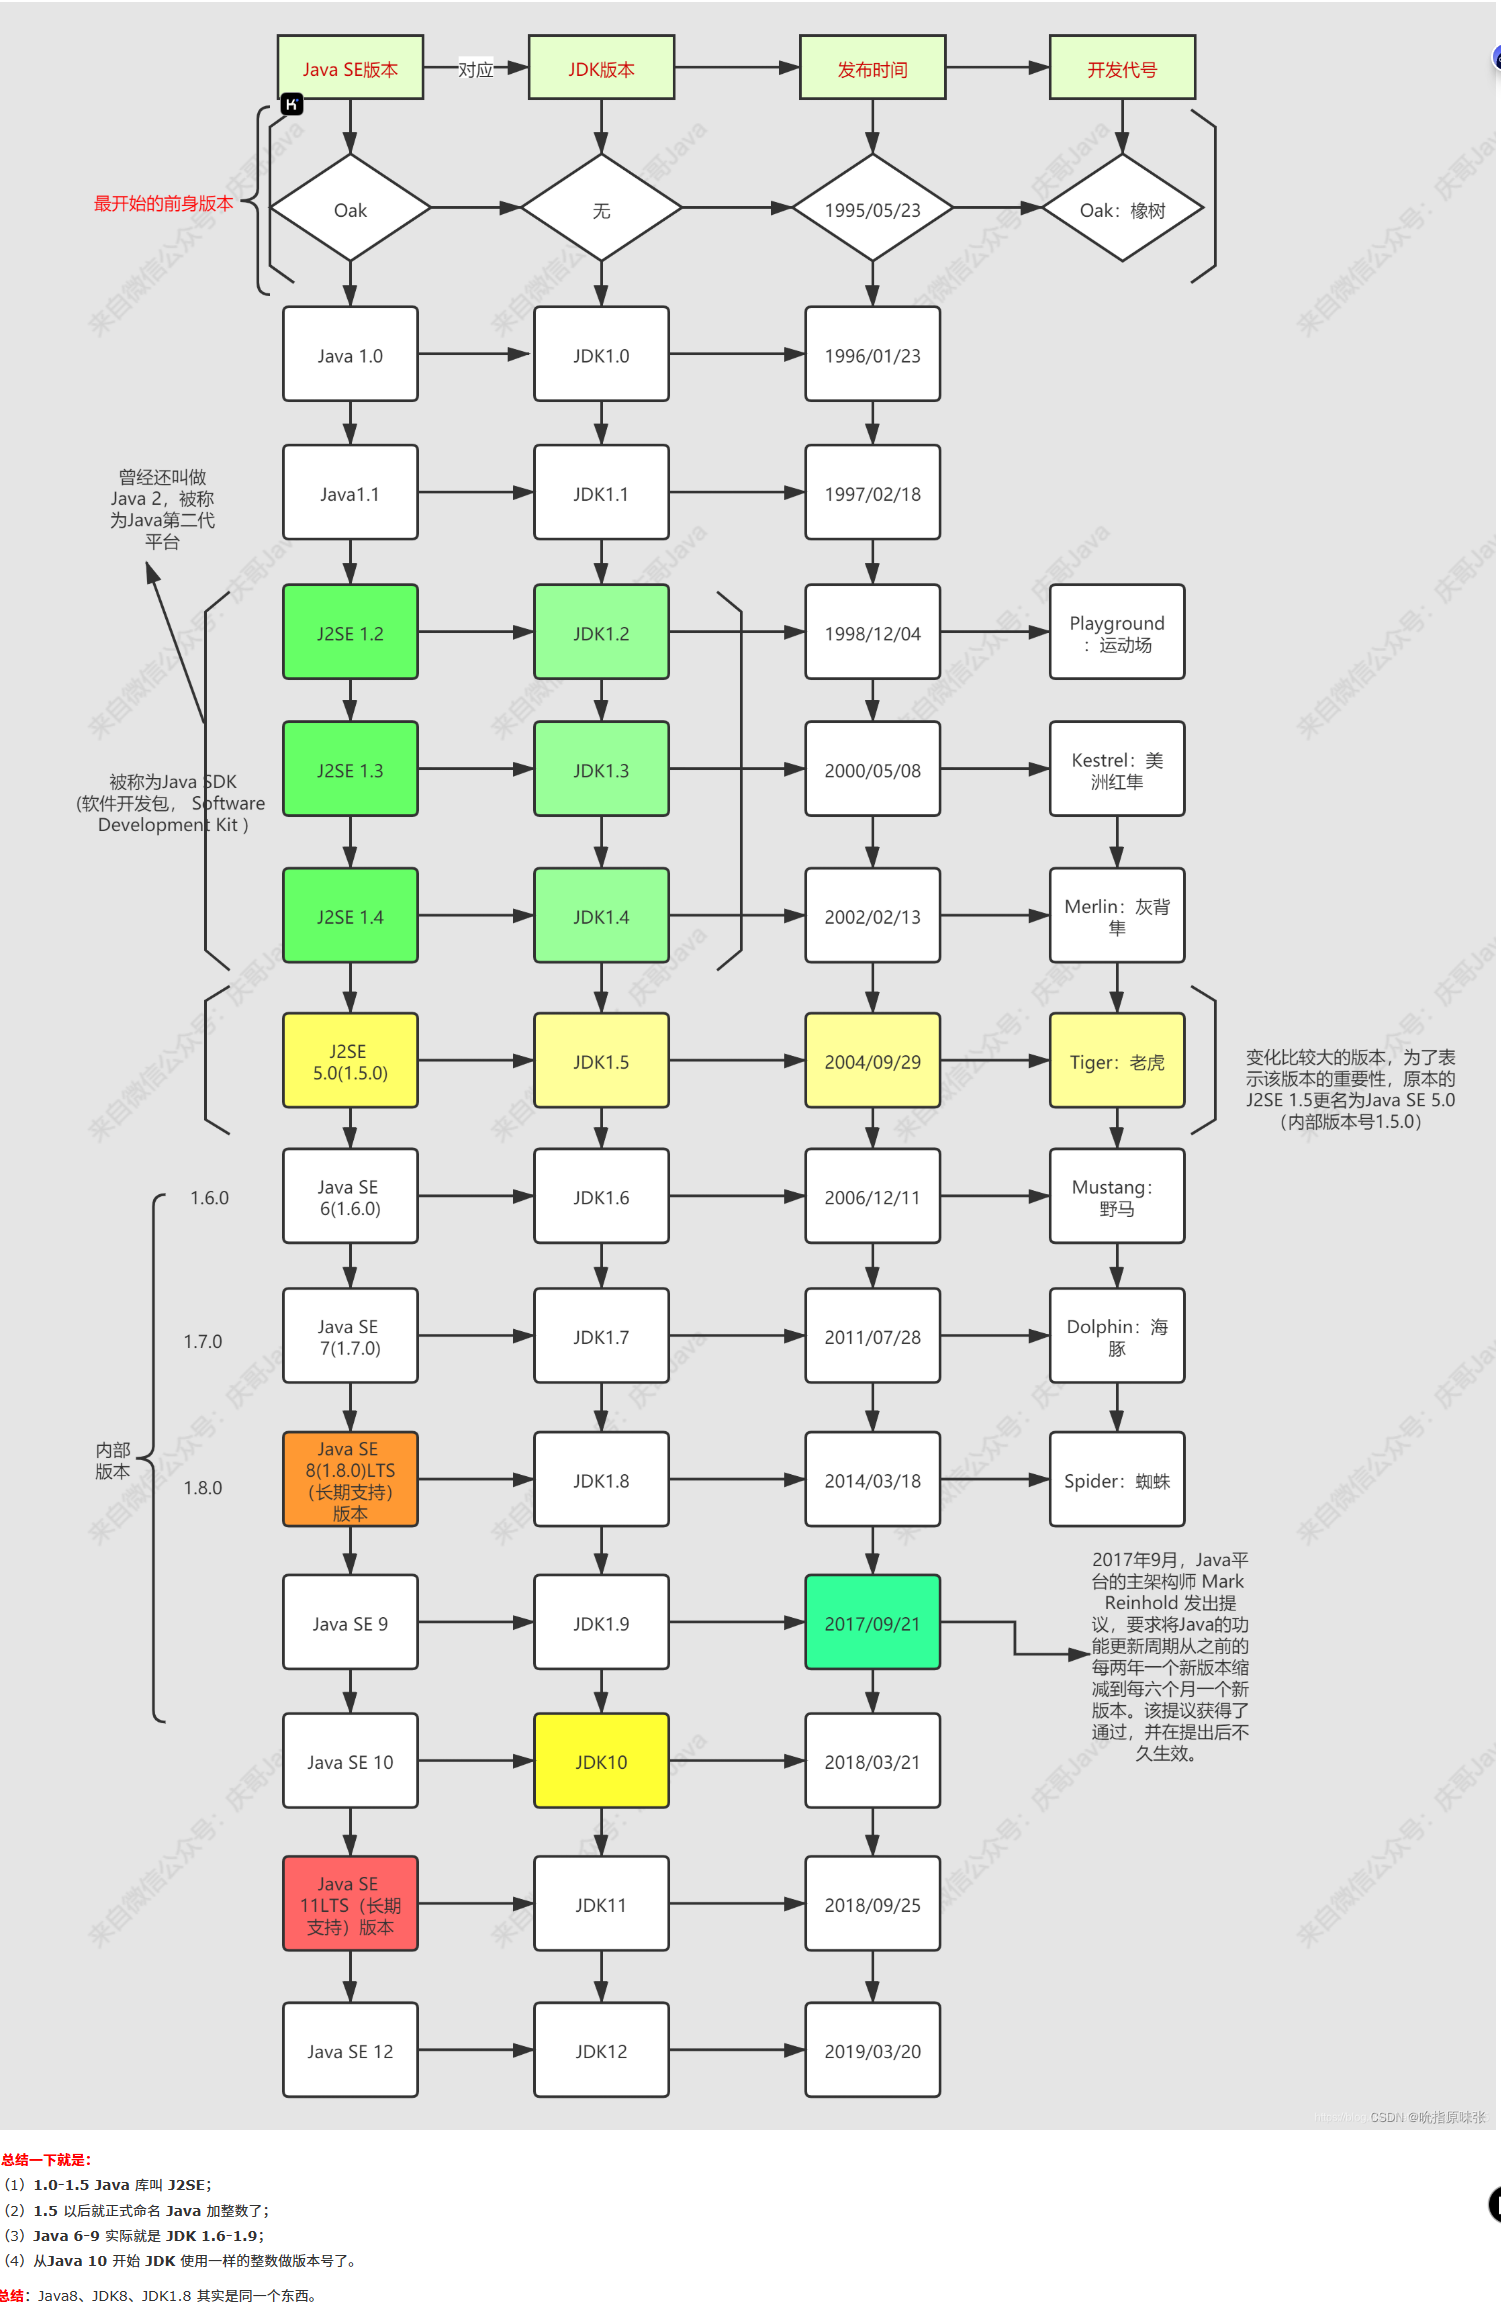 Java SE版本
对应
JDK版本
发布时间
开发代号
最开始的前身版本
Oak
无
1995/05/23
Oak：橡树
Java 1.0
JDK1.0
1996/01/23
Java1.1
JDK1.1
1997/02/18
曾经还叫做
Java 2，被称
为Java第二代
平台
J2SE 1.2
JDK1.2
1998/12/04
Playground
：运动场
J2SE 1.3
JDK1.3
2000/05/08
Kestrel：美
洲红隼
被称为Java SDK
(软件开发包， Software
Development Kit )
J2SE 1.4
JDK1.4
2002/02/13
Merlin：灰背
隼
J2SE
5.0(1.5.0)
JDK1.5
2004/09/29
Tiger：老虎
变化比较大的版本，为了表
示该版本的重要性，原本的
J2SE 1.5更名为Java SE 5.0
（内部版本号1.5.0）
1.6.0
Java SE
6(1.6.0)
JDK1.6
2006/12/11
Mustang：
野马
1.7.0
Java SE
7(1.7.0)
JDK1.7
2011/07/28
Dolphin：海
豚
内部
版本
1.8.0
Java SE
8(1.8.0)LTS
（长期支持）
版本
JDK1.8
2014/03/18
Spider：蜘蛛
Java SE 9
JDK1.9
2017/09/21
2017年9月，Java平
台的主架构师 Mark
Reinhold 发出提
议，要求将Java的功
能更新周期从之前的
每两年一个新版本缩
减到每六个月一个新
版本。该提议获得了
通过，并在提出后不
久生效。
Java SE 10
JDK10
2018/03/21
Java SE
11LTS（长期
支持）版本
JDK11
2018/09/25
Java SE 12
JDK12
2019/03/20
来自微信公众号：庆哥Java
CSDN @吮指原味张
总结一下就是：
（1）1.0-1.5 Java 库叫 J2SE；
（2）1.5 以后就正式命名 Java 加整数了；
（3）Java 6-9 实际就是 JDK 1.6-1.9；
（4）从Java 10 开始 JDK 使用一样的整数做版本号了。
总结：Java8、JDK8、JDK1.8 其实是同一个东西。